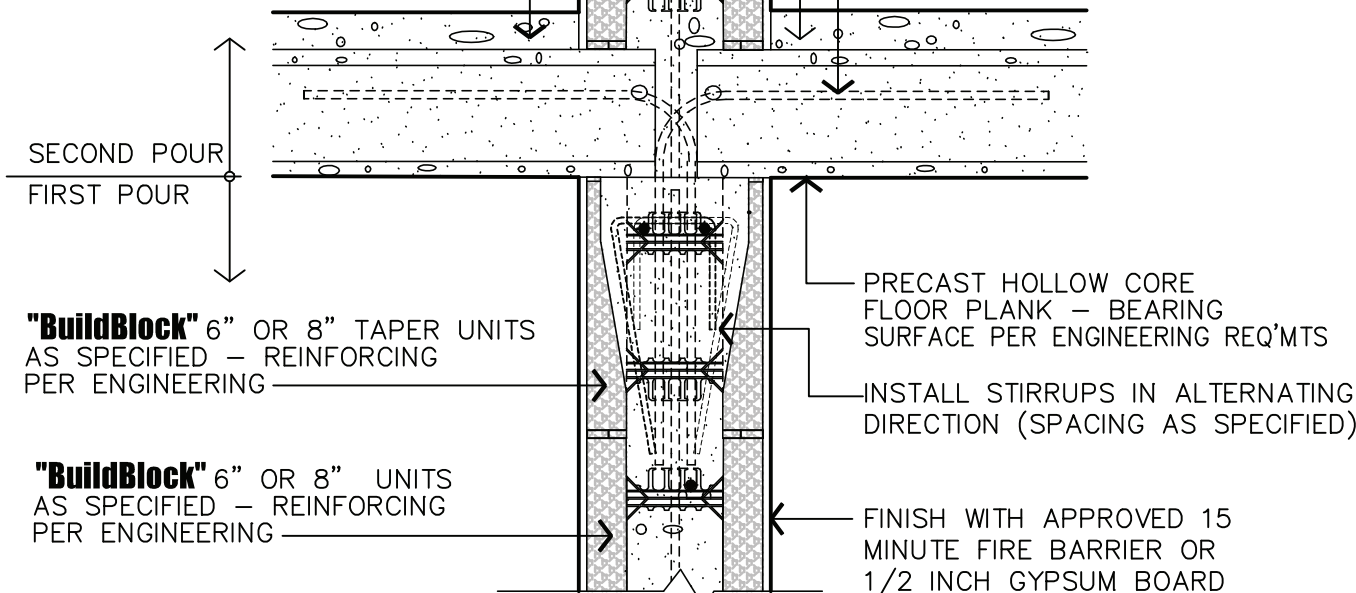 SECOND POUR
FIRST POUR
"BuildBlock" 6” OR 8” TAPER UNITS
AS SPECIFIED – REINFORCING
PER ENGINEERING
"BuildBlock" 6” OR 8” UNITS
AS SPECIFIED – REINFORCING
PER ENGINEERING
PRECAST HOLLOW CORE
FLOOR PLANK – BEARING
SURFACE PER ENGINEERING REQ'MTS
INSTALL STIRRUPS IN ALTERNATING
DIRECTION (SPACING AS SPECIFIED)
FINISH WITH APPROVED 15
MINUTE FIRE BARRIER OR
1/2 INCH GYPSUM BOARD